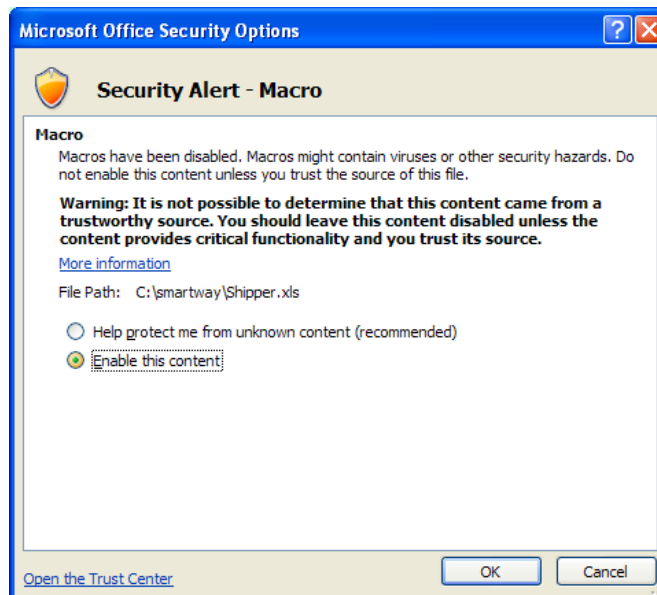 Microsoft Office Security Options
Security Alert - Macro
Macro
Macros have been disabled. Macros might contain viruses or other security hazards. Do
not enable this content unless you trust the source of this file.
Warning: It is not possible to determine that this content came from a
trustworthy source. You should leave this content disabled unless the
content provides critical functionality and you trust its source.
More information
File Path: C:\smartway\Shipper.xls
Help protect me from unknown content (recommended)
Enable this content
Open the Trust Center
OK
Cancel